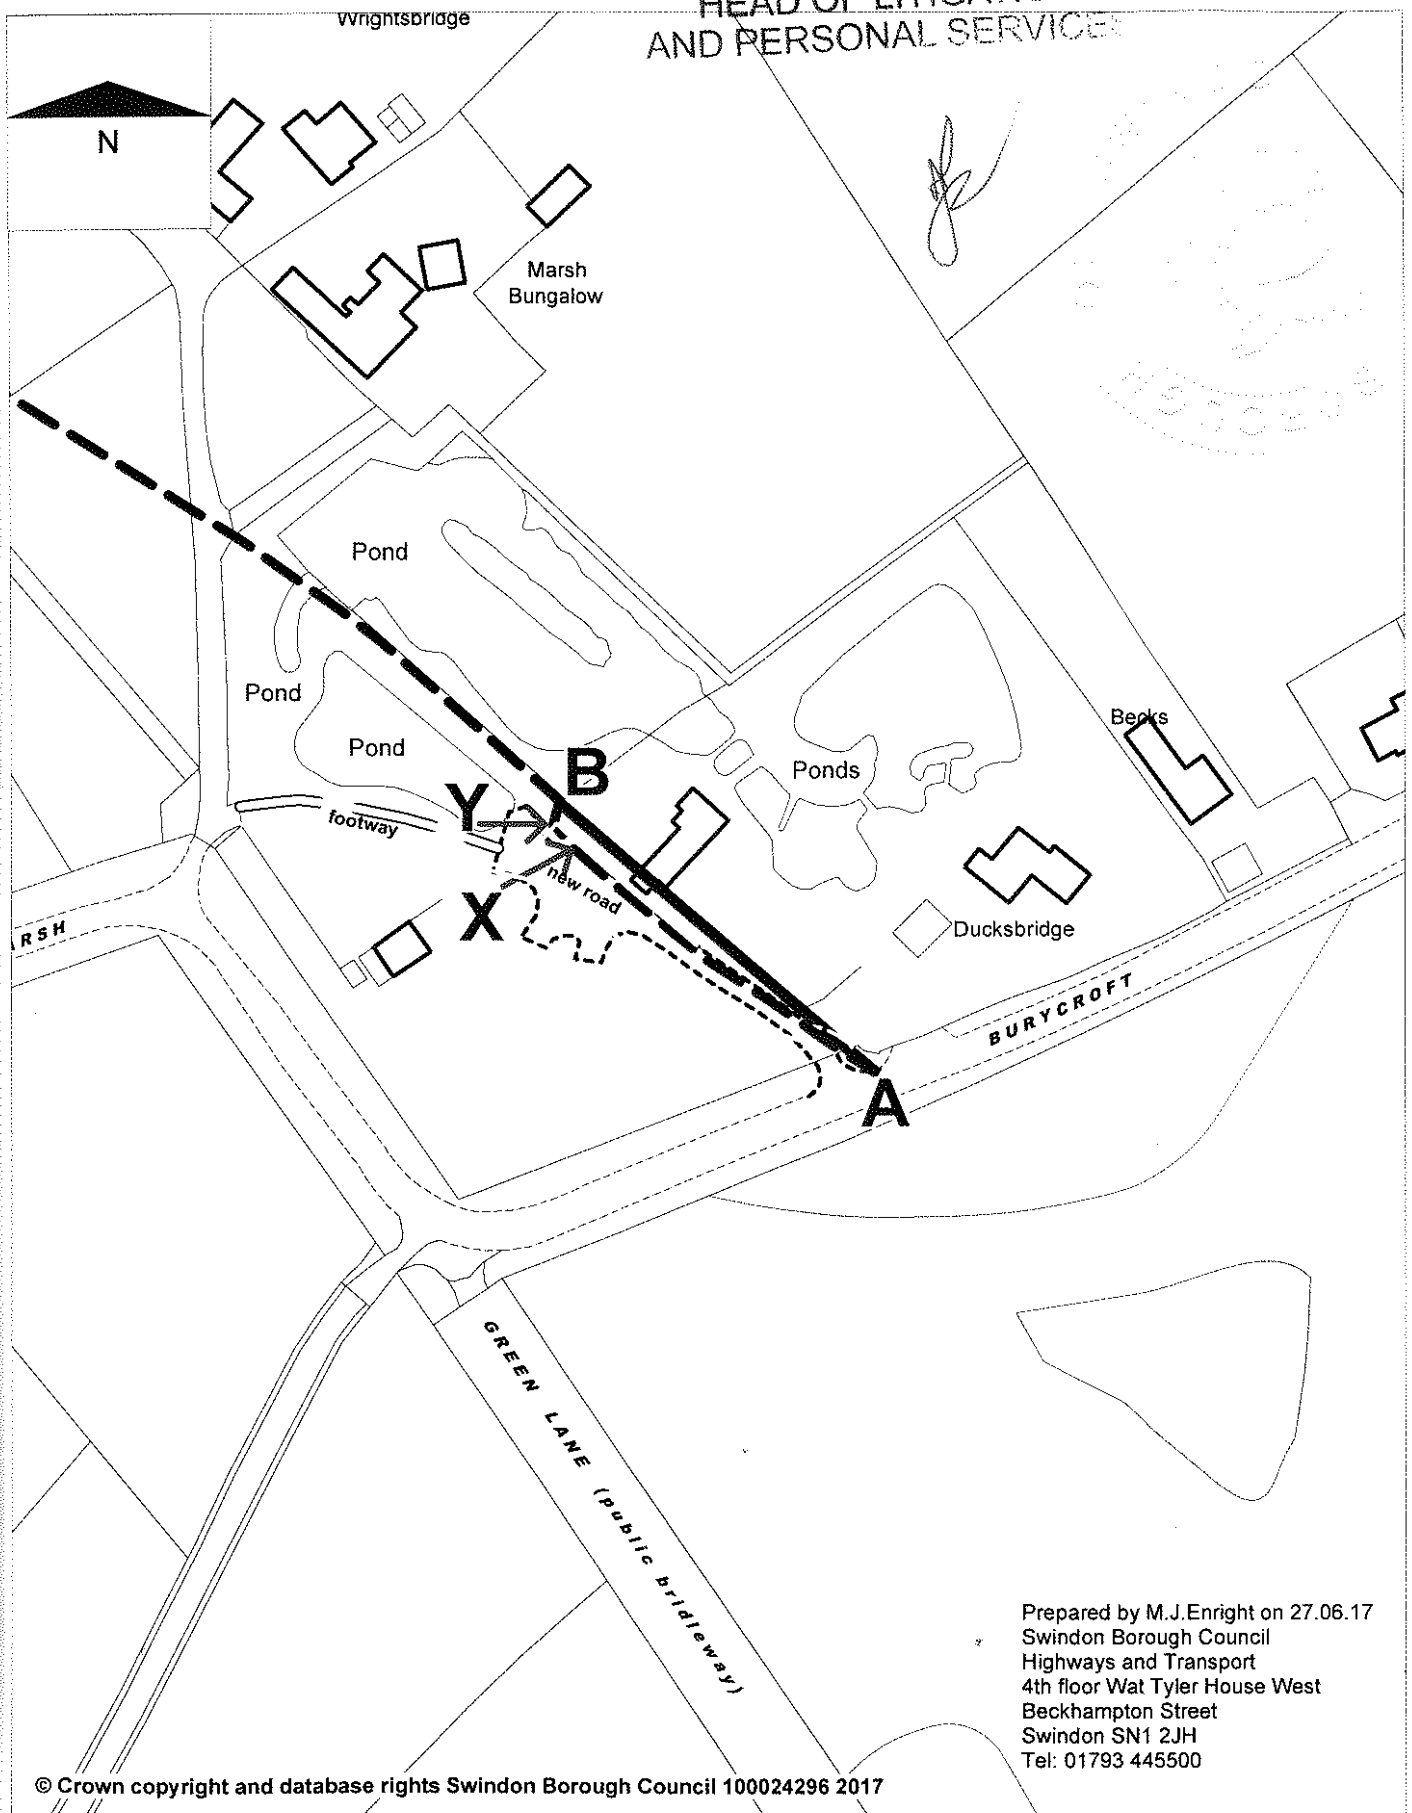 Wrightsbridge
HEAD OF
AND PERSONAL SERVICES
N
Marsh
Bungalow
Pond
Pond
Pond
B
Y
footway
new road
X
Ponds
Becks
Ducksbridge
RSH
BURYCROFT
A
GREEN LANE (public bridleway)
Prepared by M.J.Enright on 27.06.17
Swindon Borough Council
Highways and Transport
4th floor Wat Tyler House West
Beckhampton Street
Swindon SN1 2JH
Tel: 01793 445500
© Crown copyright and database rights Swindon Borough Council 100024296 2017